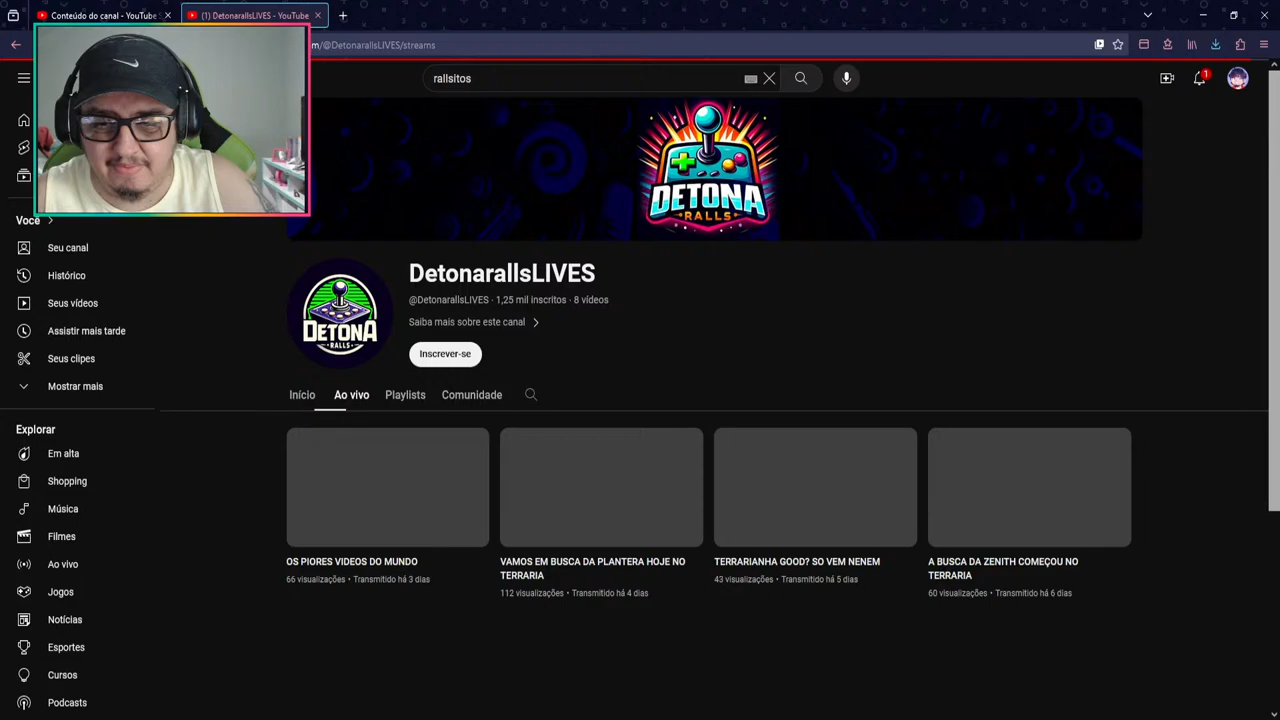 Conteúdo do canal - YouTube S
(1) DetonarallsLIVES - YouTube
m/@DetonarallsLIVES/streams
rallsitos
1
DETONA
RALLS
Você
Seu canal
Histórico
Seus vídeos
Assistir mais tarde
Seus clipes
Mostrar mais
DETONA
RALLS
DetonarallsLIVES
@DetonarallsLIVES · 1,25 mil inscritos · 8 vídeos
Saiba mais sobre este canal
Inscrever-se
Início Ao vivo Playlists Comunidade
Explorar
Em alta
Shopping
Música
Filmes
Ao vivo
Jogos
Notícias
Esportes
Cursos
Podcasts
OS PIORES VIDEOS DO MUNDO
66 visualizações • Transmitido há 3 dias
VAMOS EM BUSCA DA PLANTERA HOJE NO
TERRARIA
112 visualizações • Transmitido há 4 dias
TERRARIANHA GOOD? SO VEM NENEM
43 visualizações • Transmitido há 5 dias
A BUSCA DA ZENITH COMEÇOU NO
TERRARIA
60 visualizações • Transmitido há 6 dias